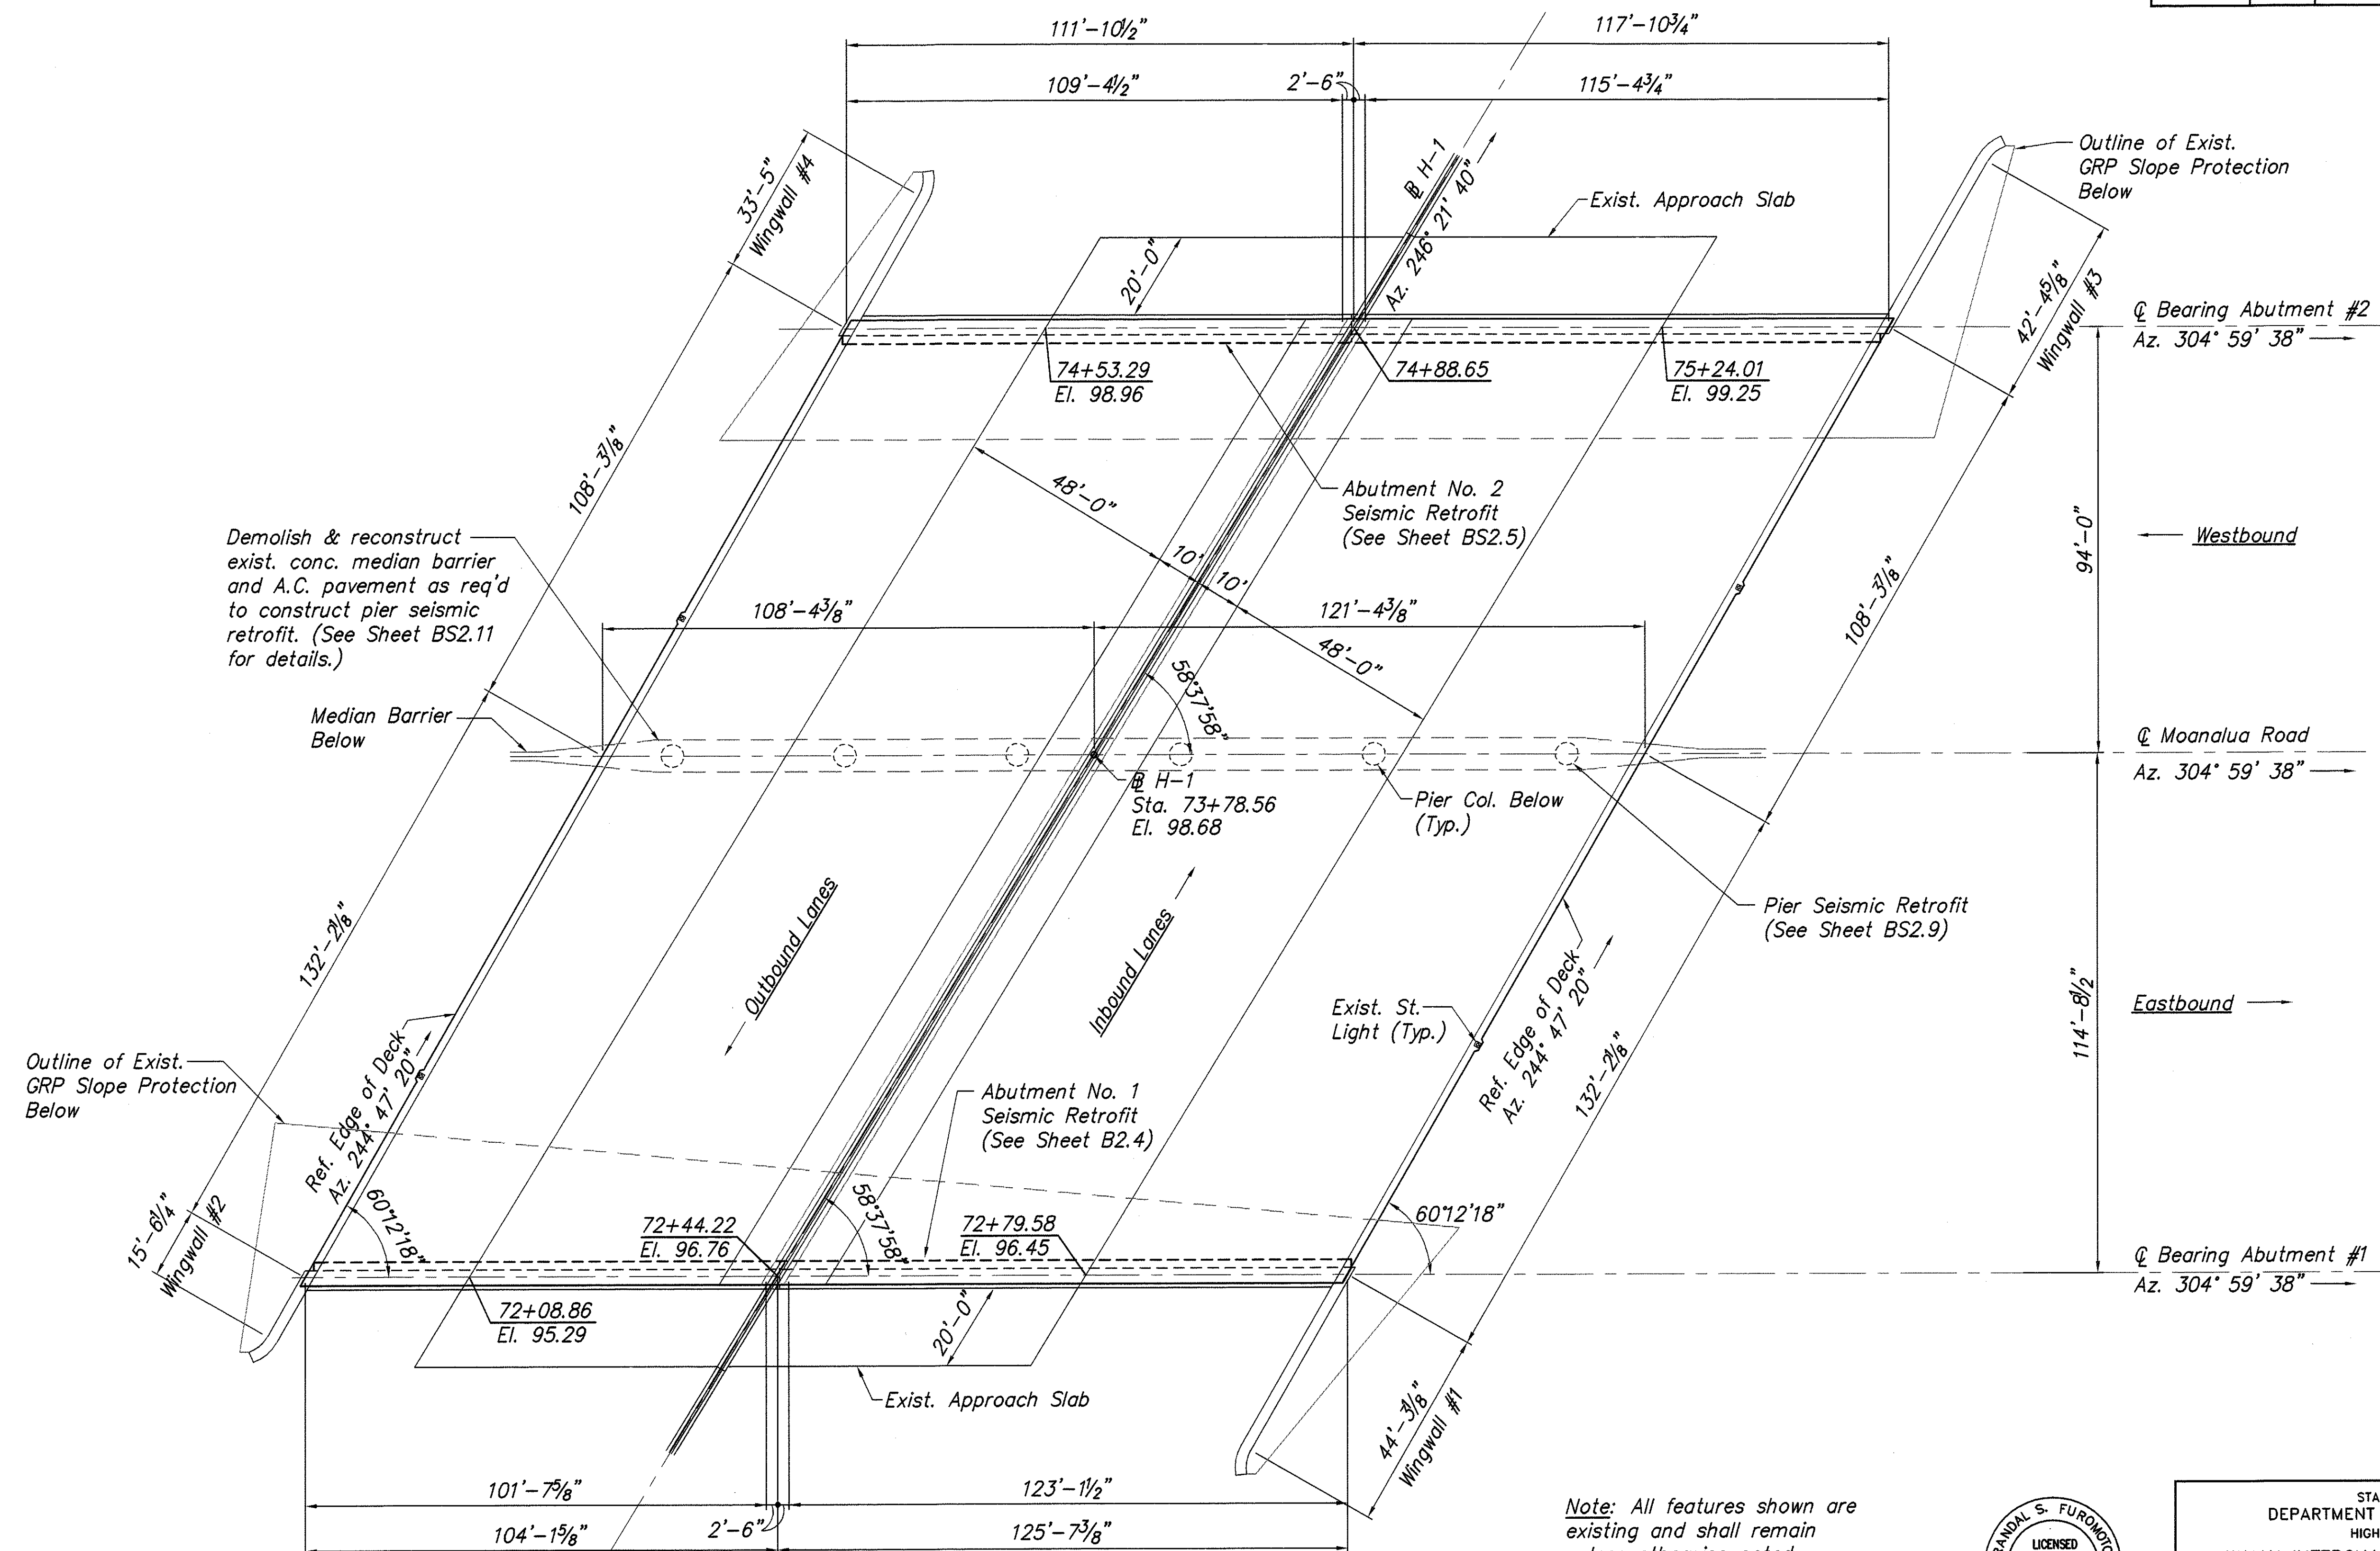 111'-10½"
117'-10¾"
109'-4½"
2'-6"
115'-4¾"
33'-5"
Wingwall #4
℄ H-1
Az. 246° 21' 40"
Exist. Approach Slab
20'-0"
Outline of Exist.
GRP Slope Protection
Below
42'-4⅝"
Wingwall #3
℄ Bearing Abutment #2
Az. 304° 59' 38"
74+53.29
El. 98.96
74+88.65
75+24.01
El. 99.25
108'-3⅞"
48'-0"
Abutment No. 2
Seismic Retrofit
(See Sheet BS2.5)
94'-0"
Westbound
Demolish & reconstruct
exist. conc. median barrier
and A.C. pavement as req'd
to construct pier seismic
retrofit. (See Sheet BS2.11
for details.)
10'
10'
108'-4⅜"
121'-4⅜"
108'-3⅞"
48'-0"
58°37'58"
Median Barrier
Below
℄ Moanalua Road
Az. 304° 59' 38"
℄ H-1
Sta. 73+78.56
El. 98.68
Pier Col. Below
(Typ.)
Pier Seismic Retrofit
(See Sheet BS2.9)
132'-2⅛"
Outbound Lanes
Inbound Lanes
Exist. St.
Light (Typ.)
Ref. Edge of Deck
Az. 244° 47' 20"
132'-2⅛"
Eastbound
114'-8½"
Outline of Exist.
GRP Slope Protection
Below
Ref. Edge of Deck
Az. 244° 47' 20"
Abutment No. 1
Seismic Retrofit
(See Sheet B2.4)
15'-6¼"
Wingwall #2
60°12'18"
72+44.22
El. 96.76
58°37'58"
72+79.58
El. 96.45
60°12'18"
℄ Bearing Abutment #1
Az. 304° 59' 38"
72+08.86
El. 95.29
20'-0"
Exist. Approach Slab
44'-3⅛"
Wingwall #1
101'-7⅝"
123'-1½"
2'-6"
104'-1⅝"
125'-7⅜"
Note: All features shown are
existing and shall remain
RANDAL S. FUROMOTO
LICENSED
DEPARTMENT